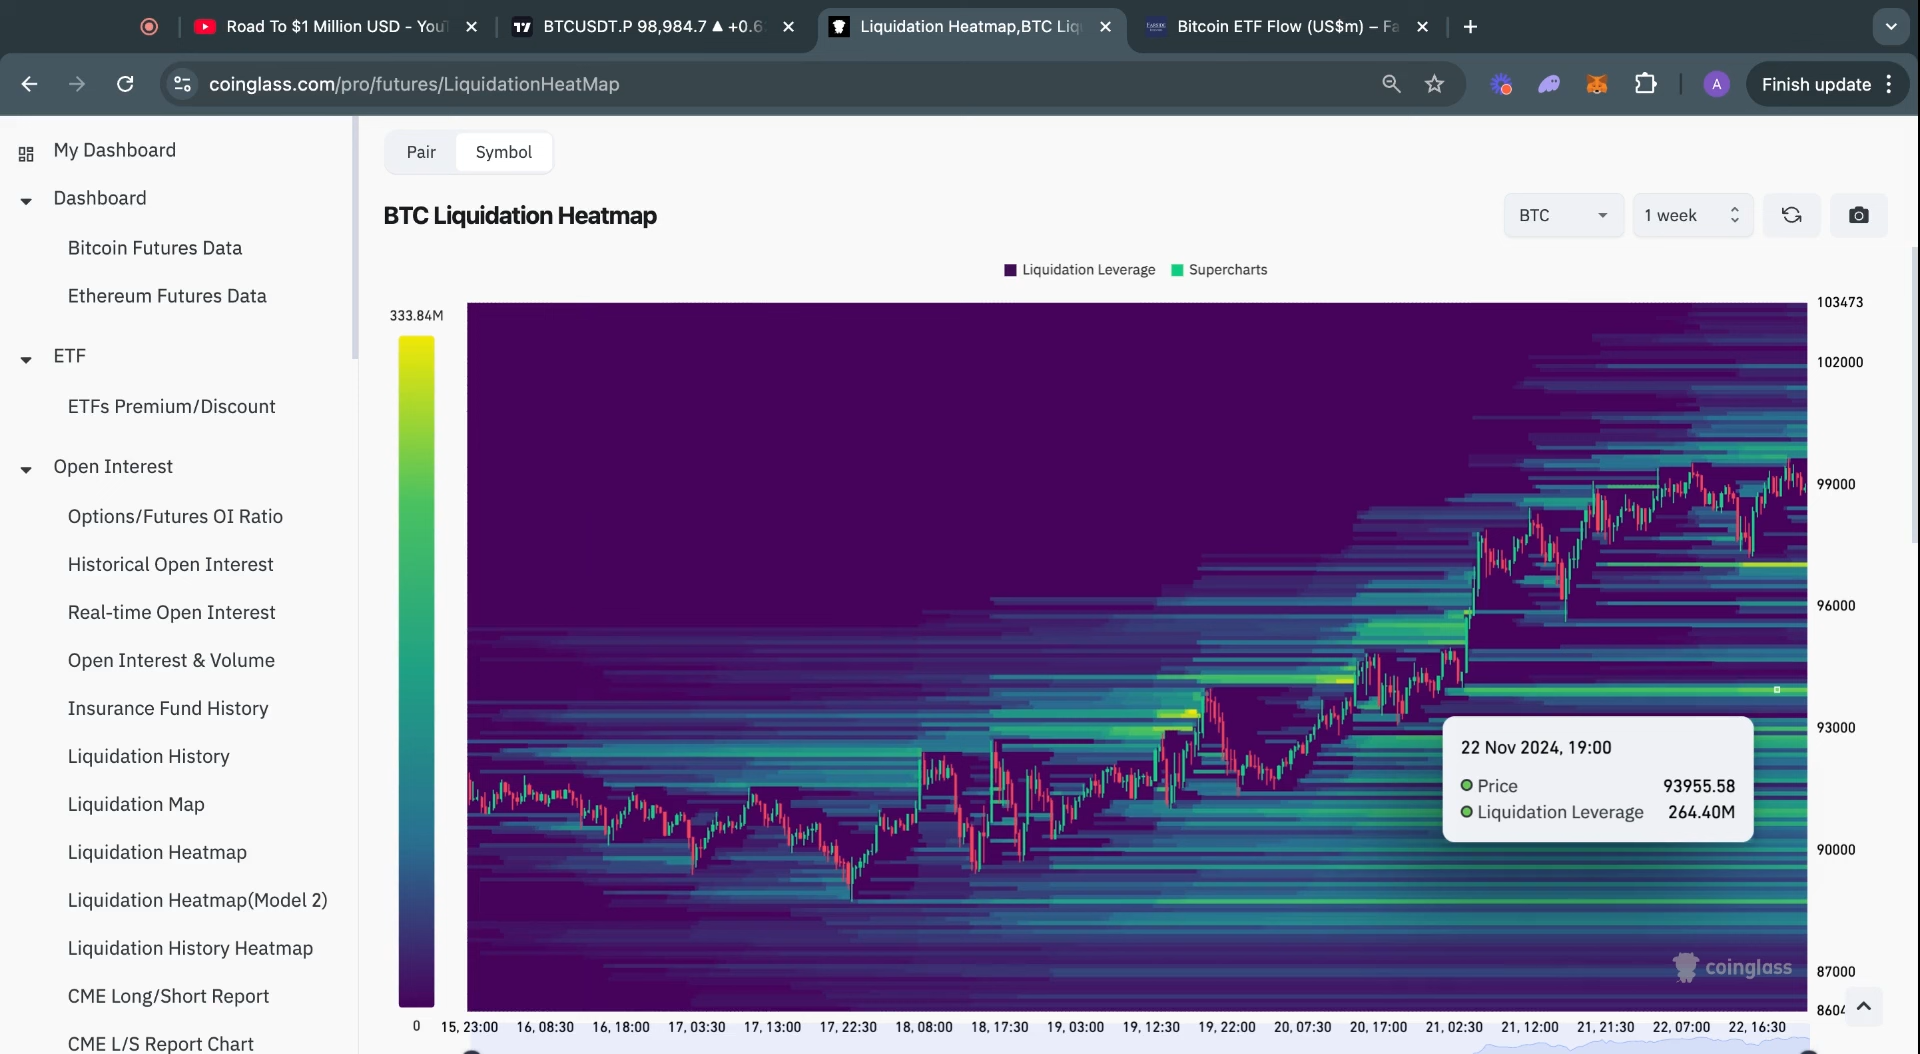 Road To $1 Million USD - You
BTCUSDT.P 98,984.7 ▲ +0.6
Liquidation Heatmap,BTC Liq
Bitcoin ETF Flow (US$m) – Fa
coinglass.com/pro/futures/LiquidationHeatMap
A
Finish update
My Dashboard
Dashboard
Bitcoin Futures Data
Ethereum Futures Data
ETF
ETFs Premium/Discount
Open Interest
Options/Futures OI Ratio
Historical Open Interest
Real-time Open Interest
Open Interest & Volume
Insurance Fund History
Liquidation History
Liquidation Map
Liquidation Heatmap
Liquidation Heatmap(Model 2)
Liquidation History Heatmap
CME Long/Short Report
CME L/S Report Chart
Pair Symbol
BTC Liquidation Heatmap
BTC 1 week
Liquidation Leverage Supercharts
333.84M
0
103473
102000
99000
96000
93000
90000
87000
8604
22 Nov 2024, 19:00
Price 93955.58
Liquidation Leverage 264.40M
coinglass
15, 23:00 16, 08:30 16, 18:00 17, 03:30 17, 13:00 17, 22:30 18, 08:00 18, 17:30 19, 03:00 19, 12:30 19, 22:00 20, 07:30 20, 17:00 21, 02:30 21, 12:00 21, 21:30 22, 07:00 22, 16:30